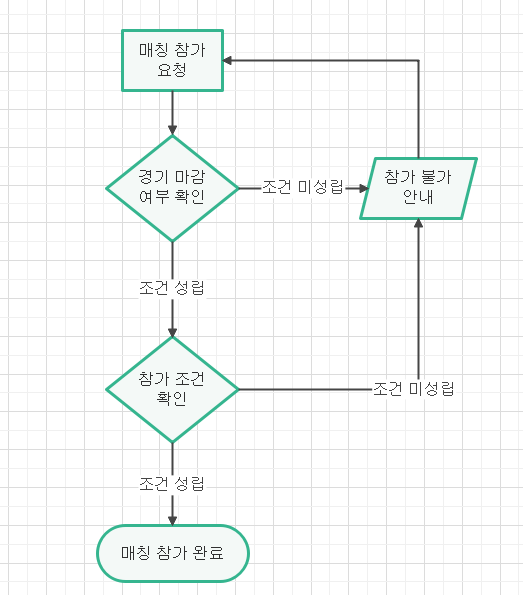 매칭 참가
요청
경기 마감
여부 확인
조건 미성립
참가 불가
안내
조건 성립
참가 조건
확인
조건 미성립
조건 성립
매칭 참가 완료